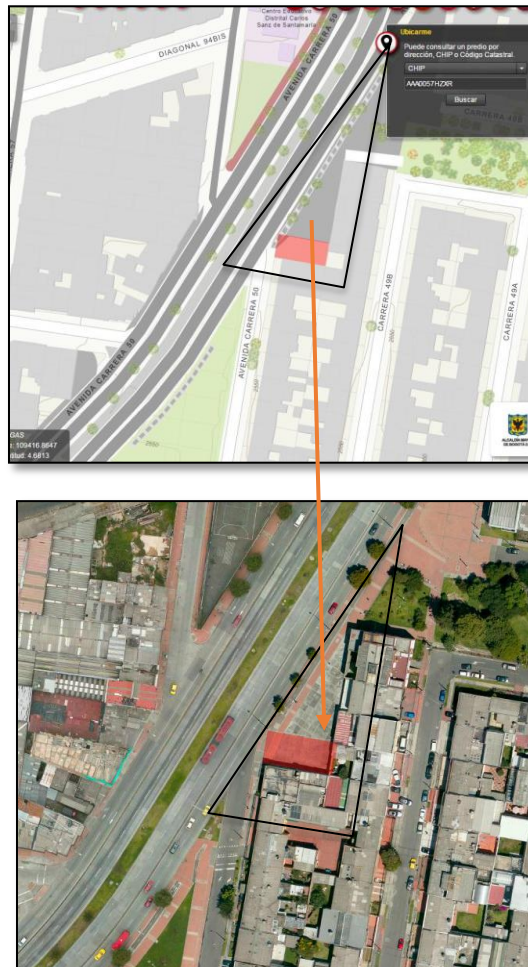 Centro Educativo
Distrital Carlos
Sanz de Santamaría
DIAGONAL 94BIS
AVENIDA CARRERA 50
Ubicarme
Puede consultar un predio por
dirección, CHIP o Código Catastral.
CHIP
AAA0057HZXR
Buscar
AVENIDA CARRERA 50
CARRERA 49B
CARRERA 49A
AVENIDA CARRERA 50
: 109416.8647
titud: 4.6813